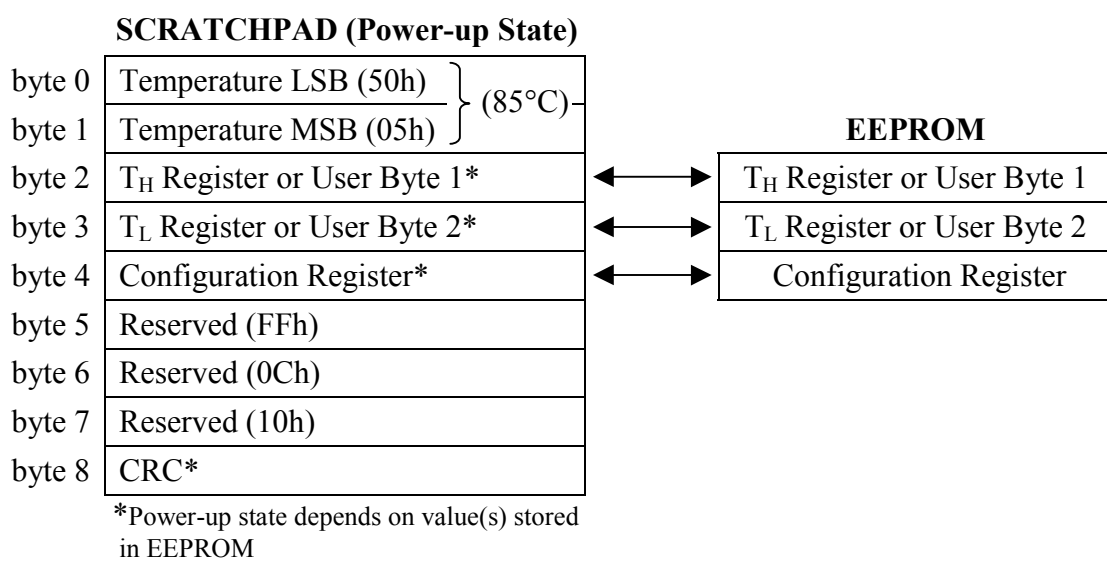 SCRATCHPAD (Power-up State)
byte 0 Temperature LSB (50h)
(85°C)
byte 1 Temperature MSB (05h)
EEPROM
byte 2 TH Register or User Byte 1* TH Register or User Byte 1
byte 3 TL Register or User Byte 2* TL Register or User Byte 2
byte 4 Configuration Register* Configuration Register
byte 5 Reserved (FFh)
byte 6 Reserved (0Ch)
byte 7 Reserved (10h)
byte 8 CRC*
*Power-up state depends on value(s) stored
in EEPROM